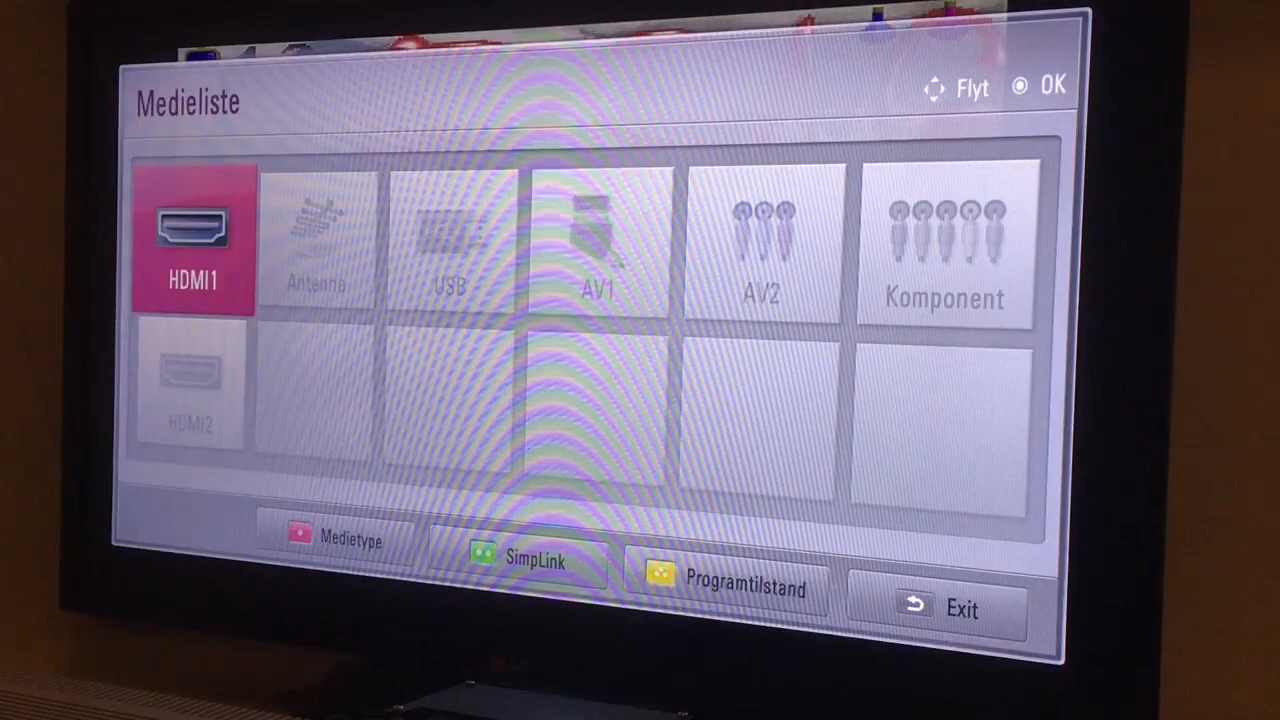 Medieliste
Flyt OK
HDMI1
Antenne
USB
AV1
AV2
Komponent
HDMI2
Medietype
SimpLink
Programtilstand
Exit